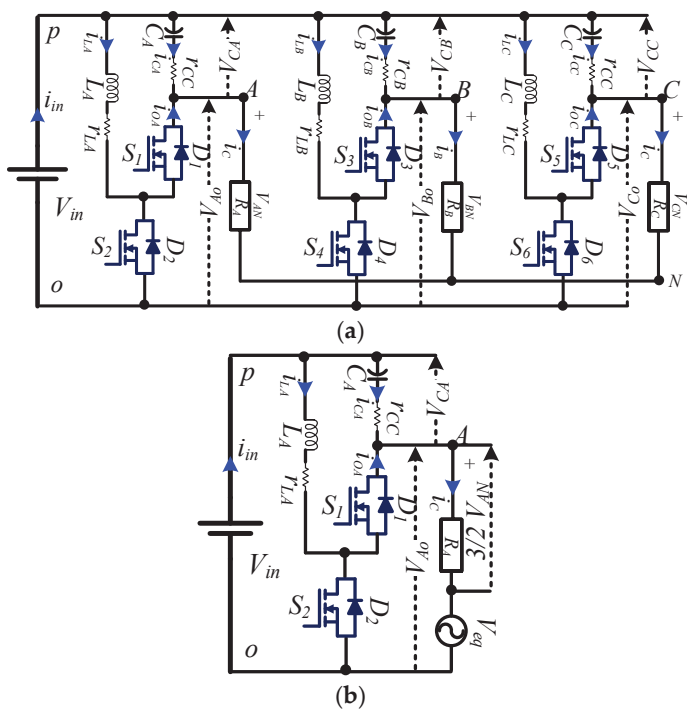 p
i_in
V_in
o
i_LA
L_A
r_LA
C_A
i_CA
r_CC
V_CA
A
i_OA
S_1
D_1
S_2
D_2
V_Ao
+
i_C
R_A
V_AN
i_LB
L_B
r_LB
C_B
i_CB
r_CB
V_CB
B
i_OB
S_3
D_3
S_4
D_4
V_Bo
+
i_B
R_B
V_BN
i_LC
L_C
r_LC
C_C
i_CC
r_CC
V_CC
C
i_OC
S_5
D_5
S_6
D_6
V_Co
+
i_C
R_C
V_CN
N
(a)
p
i_in
V_in
o
i_LA
L_A
r_LA
C_A
i_CA
r_CC
V_CA
A
i_OA
S_1
D_1
S_2
D_2
V_Ao
+
i_C
R_A
3/2 V_AN
V_eq
(b)